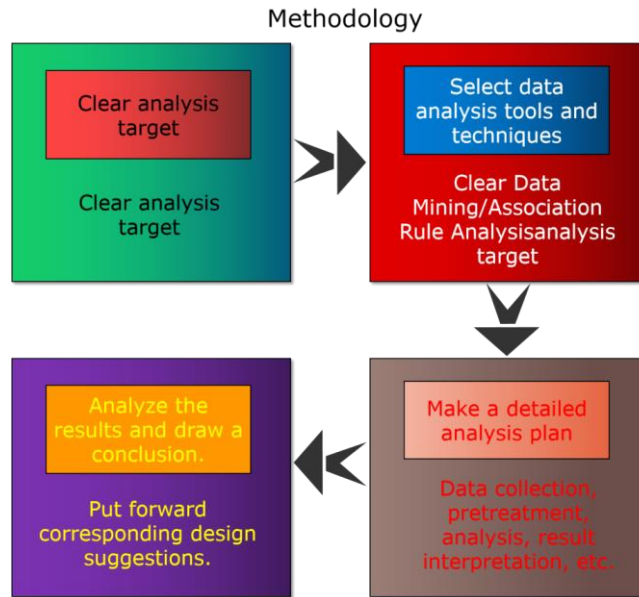 Methodology
Clear analysis
target
Clear analysis
target
Select data
analysis tools and
techniques
Clear Data
Mining/Association
Rule Analysisanalysis
target
Make a detailed
analysis plan
Data collection,
pretreatment,
analysis, result
interpretation, etc.
Analyze the
results and draw a
conclusion.
Put forward
corresponding design
suggestions.